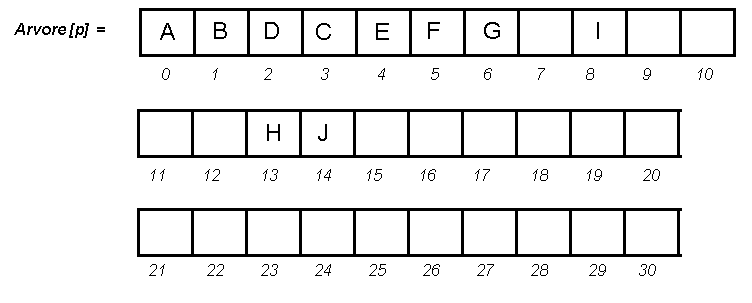 Arvore[p] = A B D C E F G I
0 1 2 3 4 5 6 7 8 9 10
H J
11 12 13 14 15 16 17 18 19 20
21 22 23 24 25 26 27 28 29 30